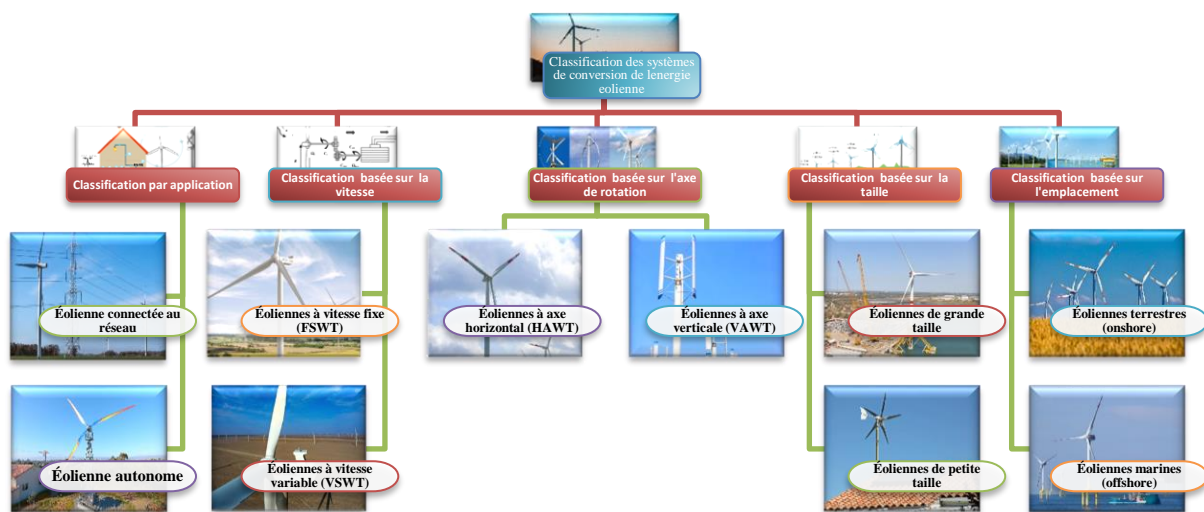 Classification des systèmes
de conversion de lenergie
eolienne
Classification par application
Classification basée sur la
vitesse
Classification basée sur l'axe
de rotation
Classification basée sur la
taille
Classification basée sur
l'emplacement
Éolienne connectée au
réseau
Éoliennes à vitesse fixe
(FSWT)
Éoliennes à axe
horizontal (HAWT)
Éoliennes à axe
verticale (VAWT)
Éoliennes de grande
taille
Éoliennes terrestres
(onshore)
Éolienne autonome
Éoliennes à vitesse
variable (VSWT)
Éoliennes de petite
taille
Éoliennes marines
(offshore)